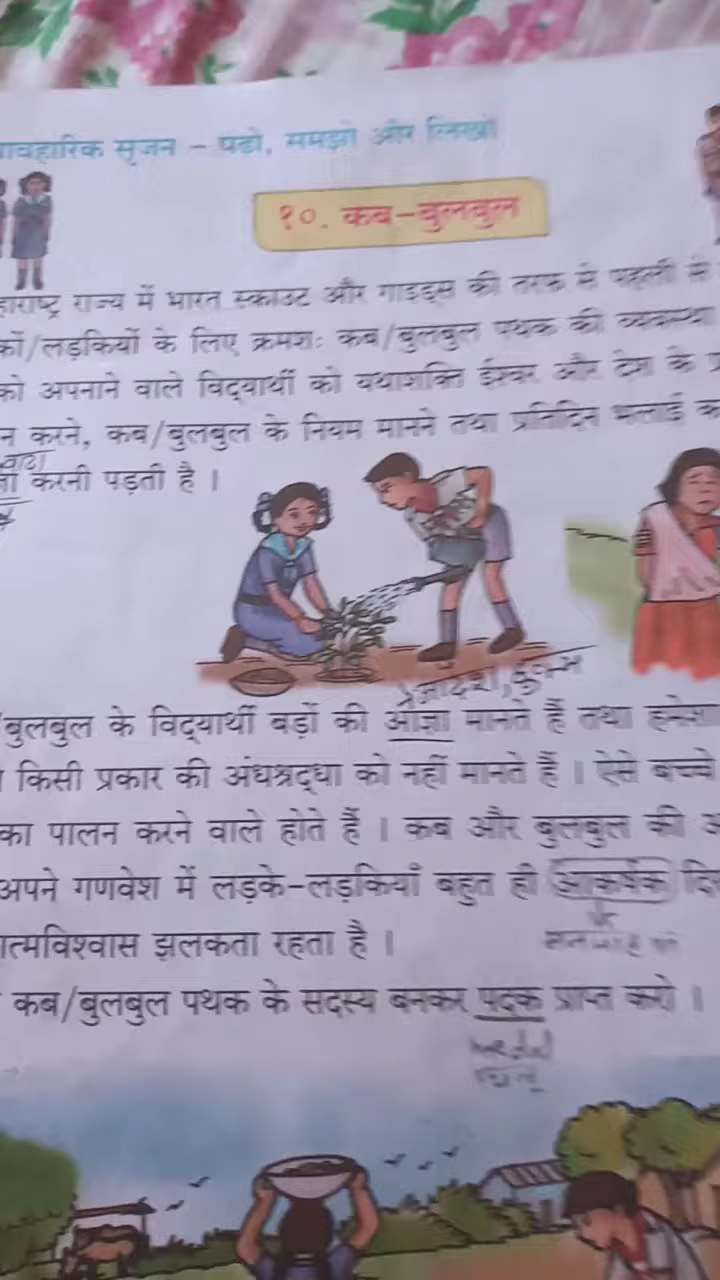 व्यावहारिक सृजन – पढ़ो, समझो और लिखो
१०. कब-बुलबुल
राज्य में भारत स्काउट और गाइड्स की तरफ से पहली से
/लड़कियों के लिए क्रमशः कब/बुलबुल पथक की व्यवस्था
को अपनाने वाले विद्यार्थी को यथाशक्ति ईश्वर और देश के
करने, कब/बुलबुल के नियम मानने तथा प्रतिदिन भलाई
वादा
करनी पड़ती है ।
आदेश, हुक्म
बुलबुल के विद्यार्थी बड़ों की आज्ञा मानते हैं तथा हमेशा
किसी प्रकार की अंधश्रद्धा को नहीं मानते हैं । ऐसे बच्चे
का पालन करने वाले होते हैं । कब और बुलबुल की
अपने गणवेश में लड़के-लड़कियाँ बहुत ही आकर्षक
त्मविश्वास झलकता रहता है ।
कब/बुलबुल पथक के सदस्य बनकर पदक प्राप्त करो ।